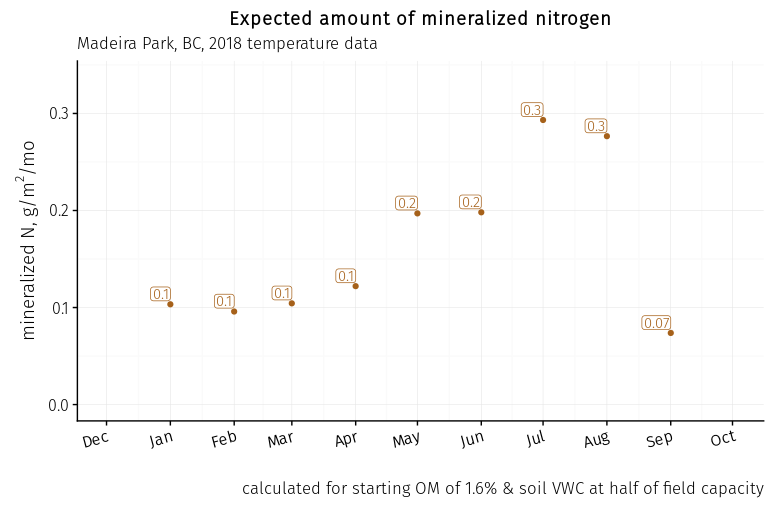 Expected amount of mineralized nitrogen
Madeira Park, BC, 2018 temperature data
mineralized N, g/m²/mo
0.3
0.2
0.1
0.0
0.1
0.1
0.1
0.1
0.2
0.2
0.3
0.3
0.07
Dec Jan Feb Mar Apr May Jun Jul Aug Sep Oct
calculated for starting OM of 1.6% & soil VWC at half of field capacity